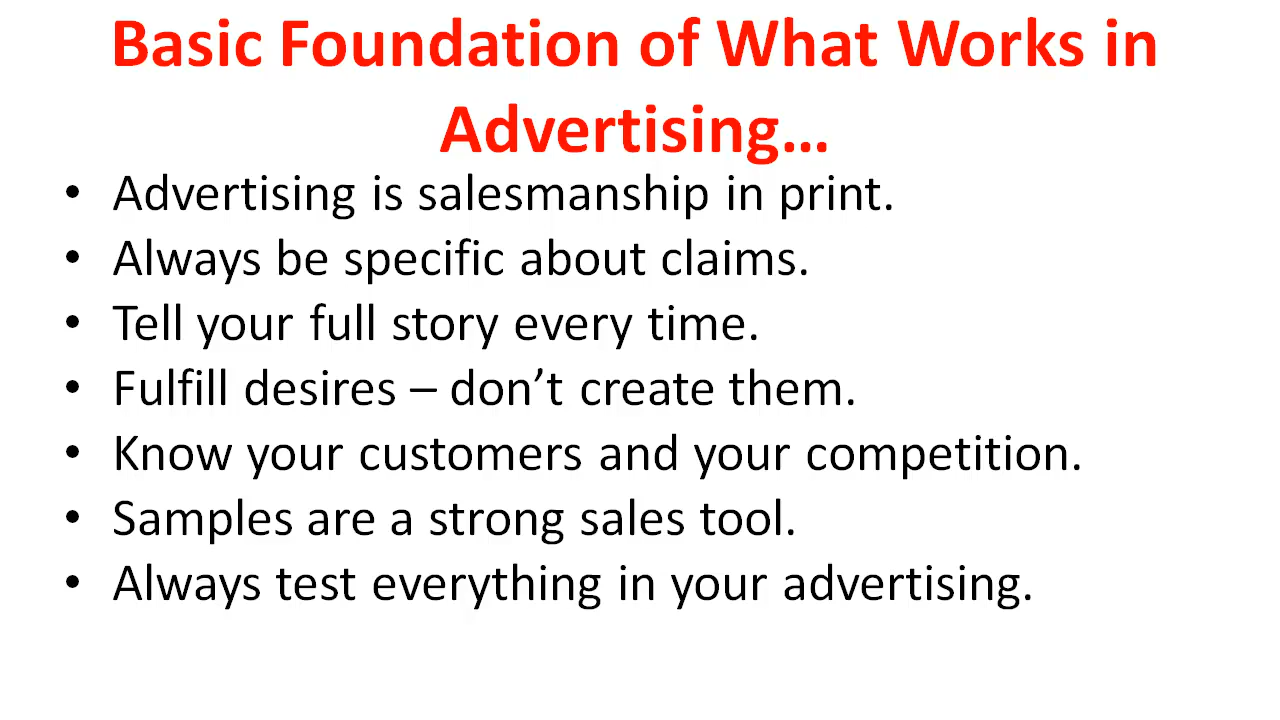 Basic Foundation of What Works in
Advertising…
• Advertising is salesmanship in print.
• Always be specific about claims.
• Tell your full story every time.
• Fulfill desires – don’t create them.
• Know your customers and your competition.
• Samples are a strong sales tool.
• Always test everything in your advertising.